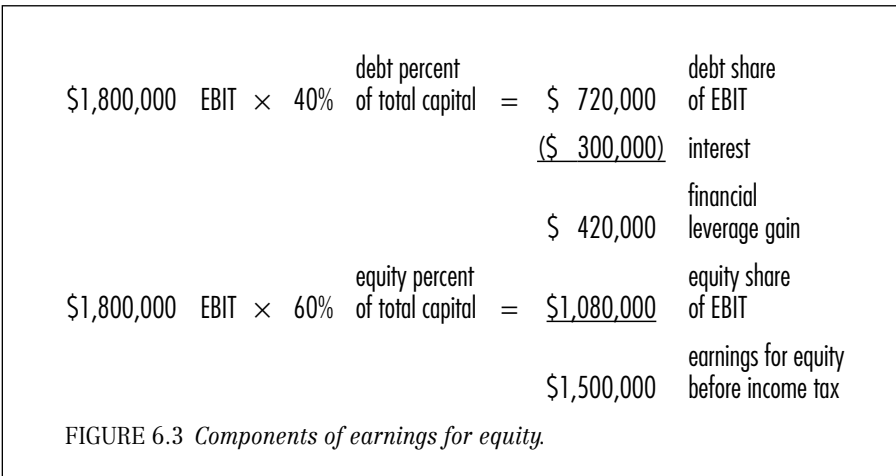 debt percent debt share
$1,800,000 EBIT × 40% of total capital = $ 720,000 of EBIT
($ 300,000) interest
financial
$ 420,000 leverage gain
equity percent equity share
$1,800,000 EBIT × 60% of total capital = $1,080,000 of EBIT
earnings for equity
$1,500,000 before income tax
FIGURE 6.3 Components of earnings for equity.